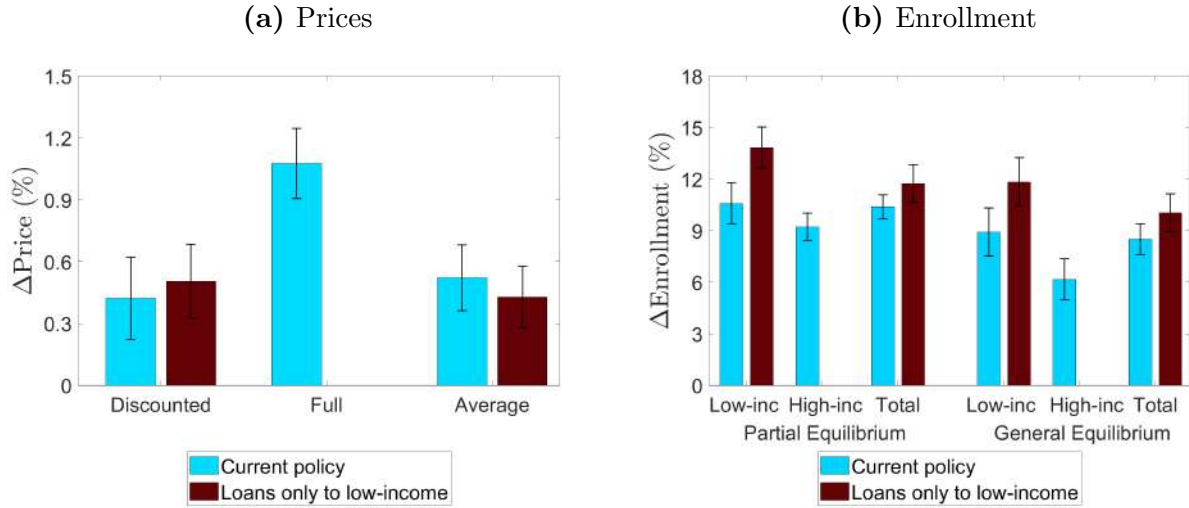 (a) Prices
ΔPrice (%)
1.5
1.2
0.9
0.6
0.3
0
Discounted Full Average
Current policy
Loans only to low-income
(b) Enrollment
ΔEnrollment (%)
18
15
12
9
6
3
0
Low-inc High-inc Total Low-inc High-inc Total
Partial Equilibrium General Equilibrium
Current policy
Loans only to low-income